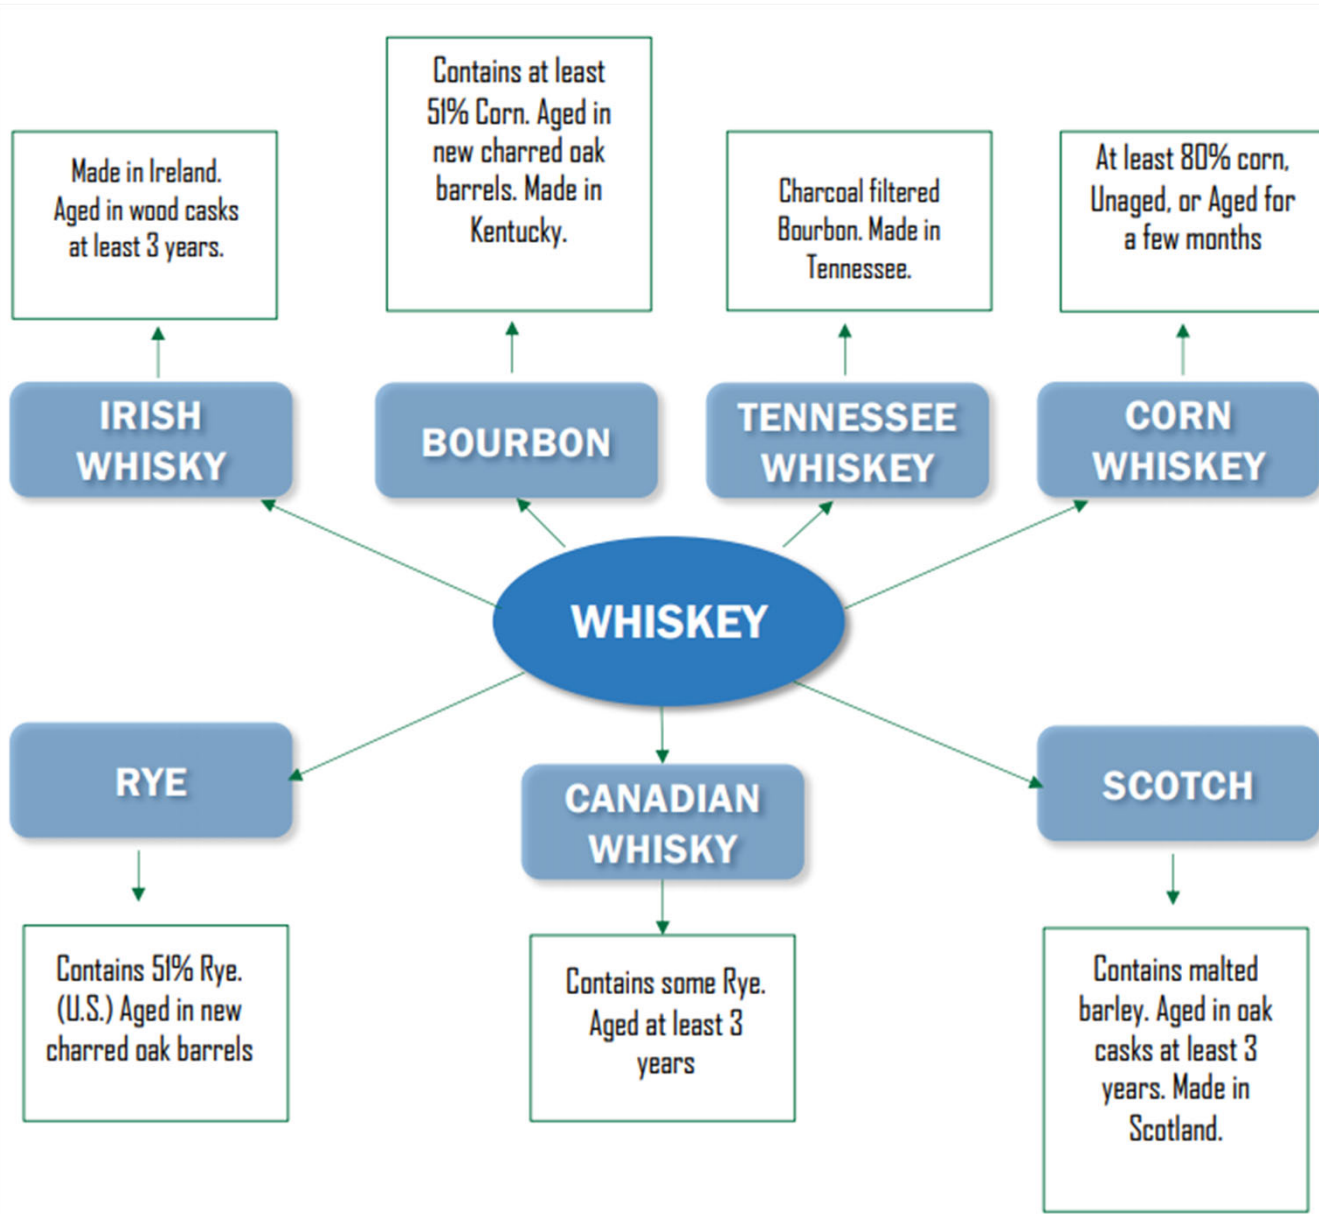 Made in Ireland.
Aged in wood casks
at least 3 years.
Contains at least
51% Corn. Aged in
new charred oak
barrels. Made in
Kentucky.
Charcoal filtered
Bourbon. Made in
Tennessee.
At least 80% corn,
Unaged, or Aged for
a few months
IRISH
WHISKY
BOURBON
TENNESSEE
WHISKEY
CORN
WHISKEY
WHISKEY
RYE
CANADIAN
WHISKY
SCOTCH
Contains 51% Rye.
(U.S.) Aged in new
charred oak barrels
Contains some Rye.
Aged at least 3
years
Contains malted
barley. Aged in oak
casks at least 3
years. Made in
Scotland.